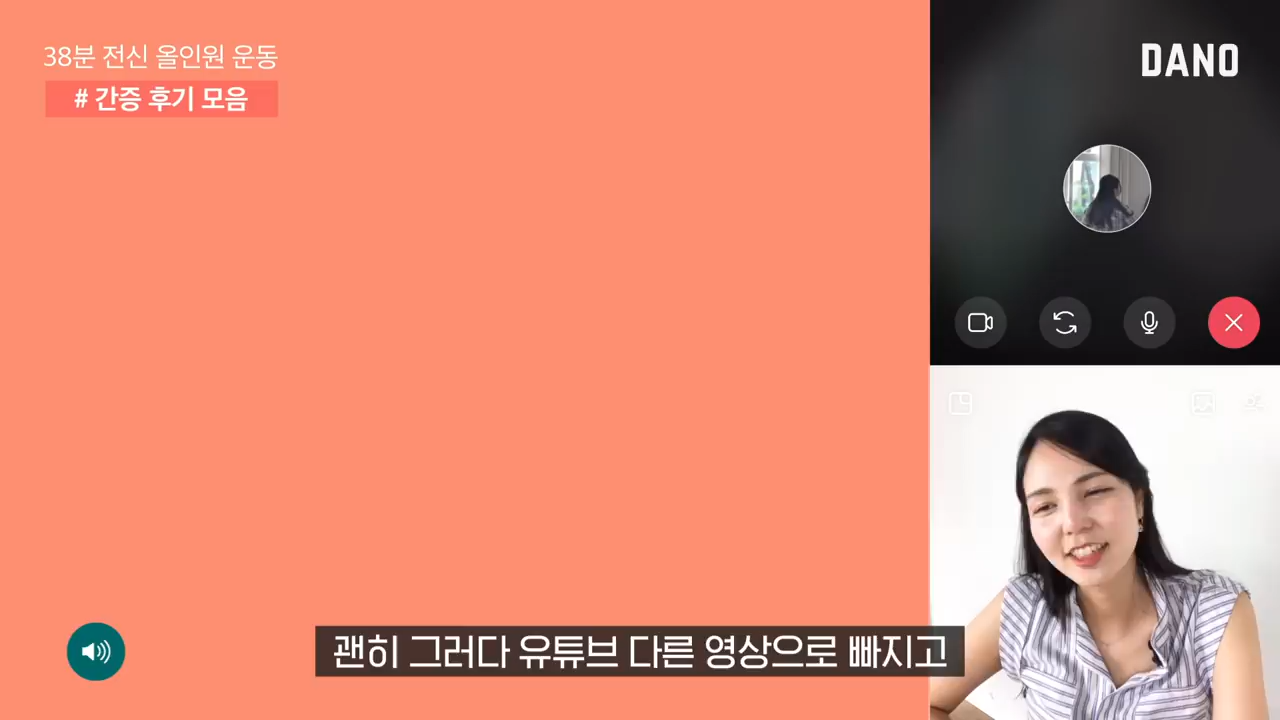 38분 전신 올인원 운동
# 간증 후기 모음
DANO
괜히 그러다 유튜브 다른 영상으로 빠지고